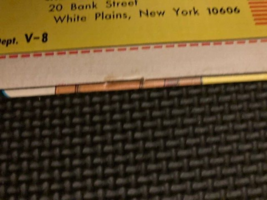 20 Bank Street
White Plains, New York 10606
Dept. V-8